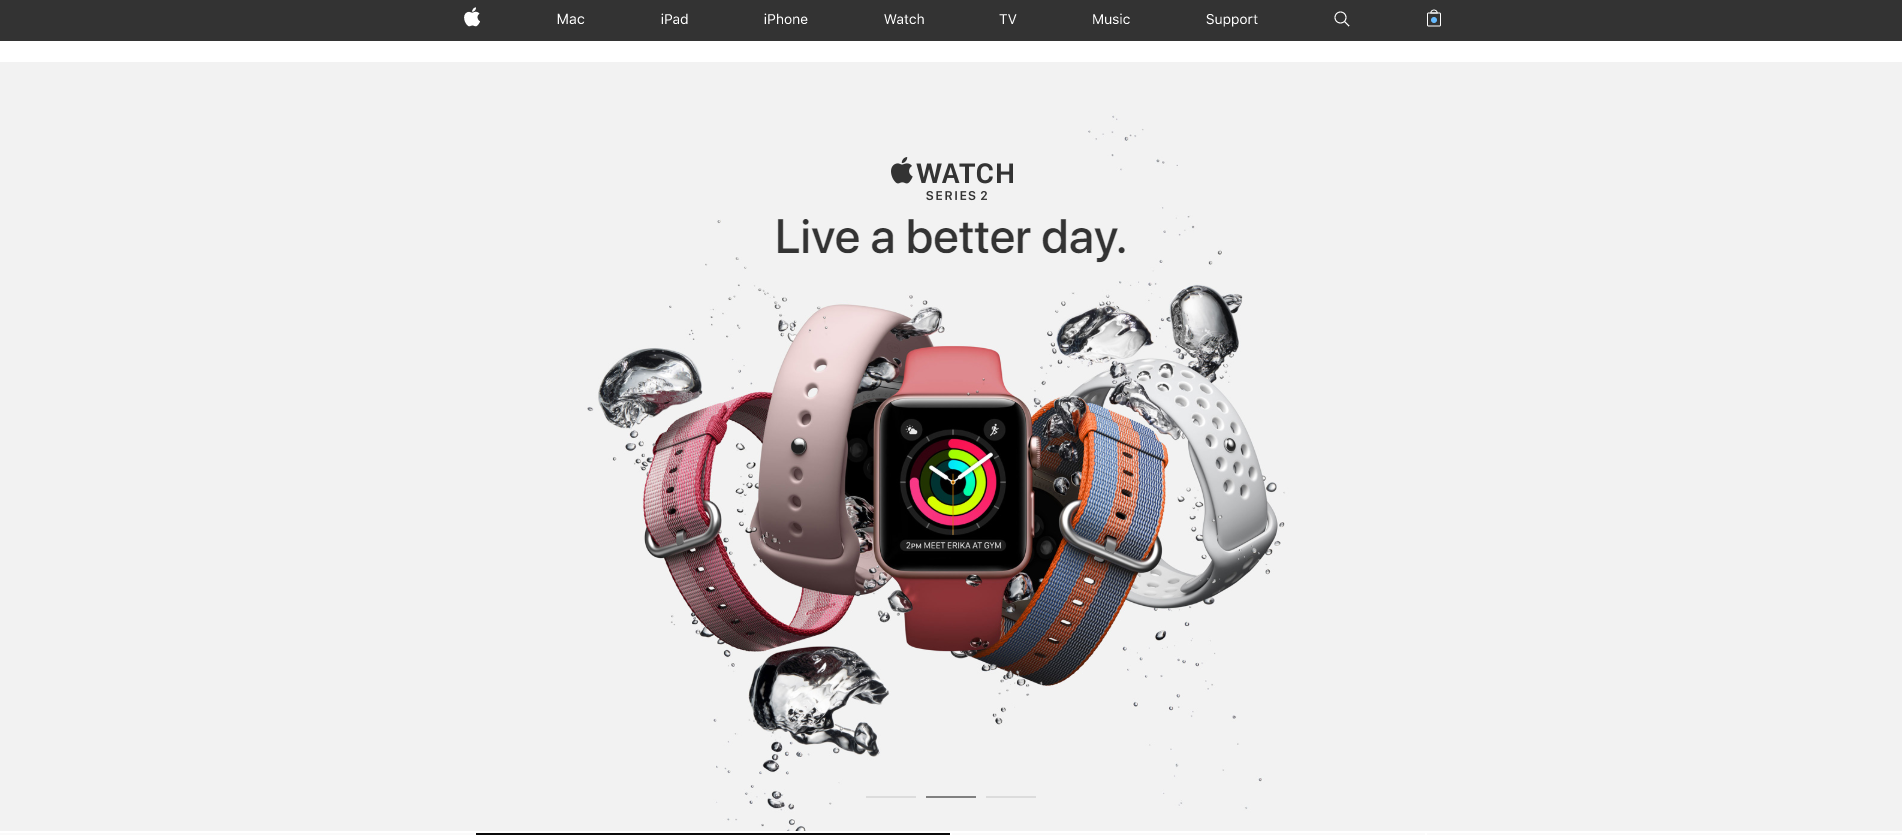 Mac
iPad
iPhone
Watch
TV
Music
Support
WATCH
SERIES 2
Live a better day.
2PM MEET ERIKA AT GYM